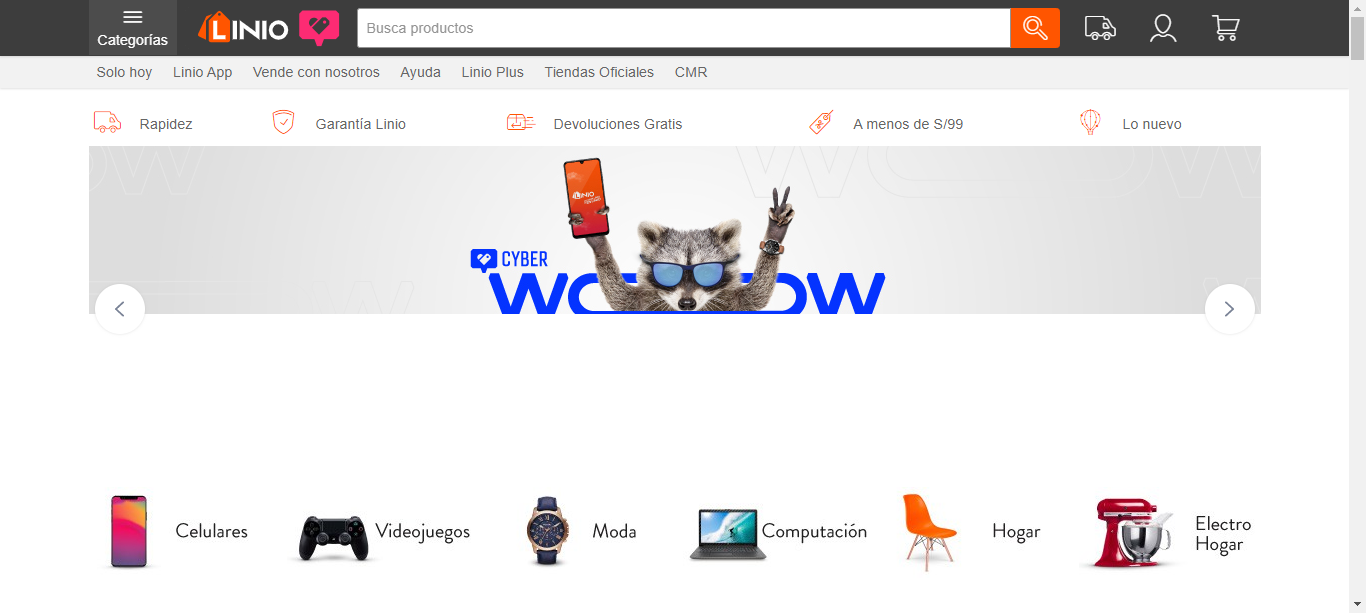 Categorías
LINIO
Busca productos
Solo hoy Linio App Vende con nosotros Ayuda Linio Plus Tiendas Oficiales CMR
Rapidez Garantía Linio Devoluciones Gratis A menos de S/99 Lo nuevo
LINIO
CYBER
WOOOW
Celulares Videojuegos Moda Computación Hogar Electro
Hogar